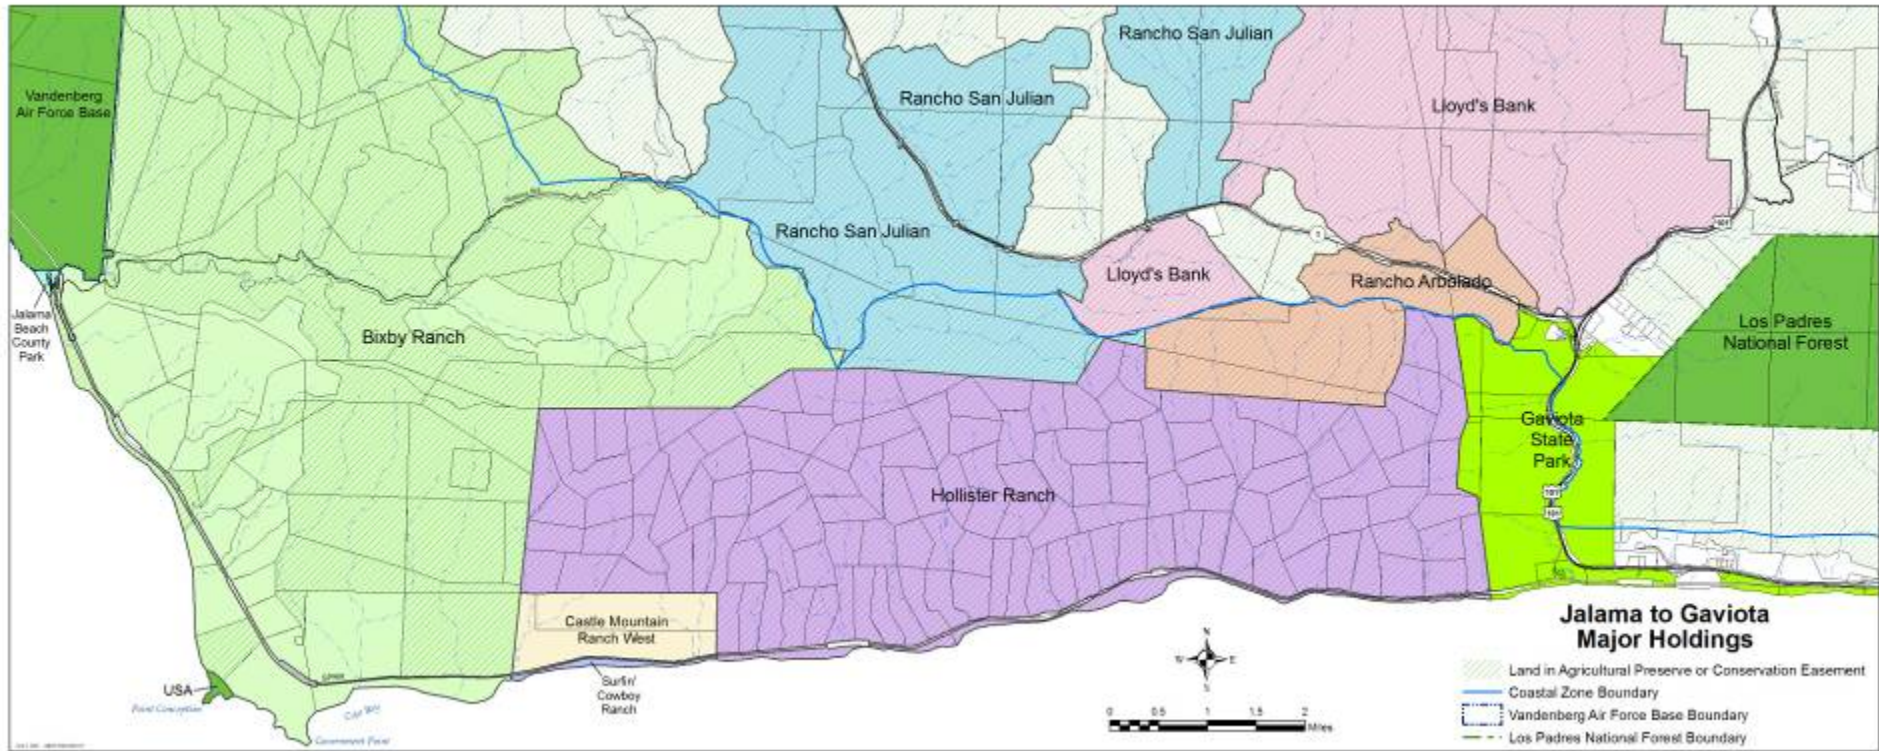 Vandenberg
Air Force Base
Rancho San Julian
Rancho San Julian
Lloyd's Bank
Rancho San Julian
Lloyd's Bank
Rancho Arbolado
Jalama
Beach
County
Park
Bixby Ranch
Los Padres
National Forest
Gaviota
State
Park
Hollister Ranch
Castle Mountain
Ranch West
Surfin'
Cowboy
Ranch
USA
Point Conception
Government Point
101
1
101
101
N
W E
S
0 0.5 1 1.5 2
Miles
Jalama to Gaviota
Major Holdings
Land in Agricultural Preserve or Conservation Easement
Coastal Zone Boundary
Vandenberg Air Force Base Boundary
Los Padres National Forest Boundary